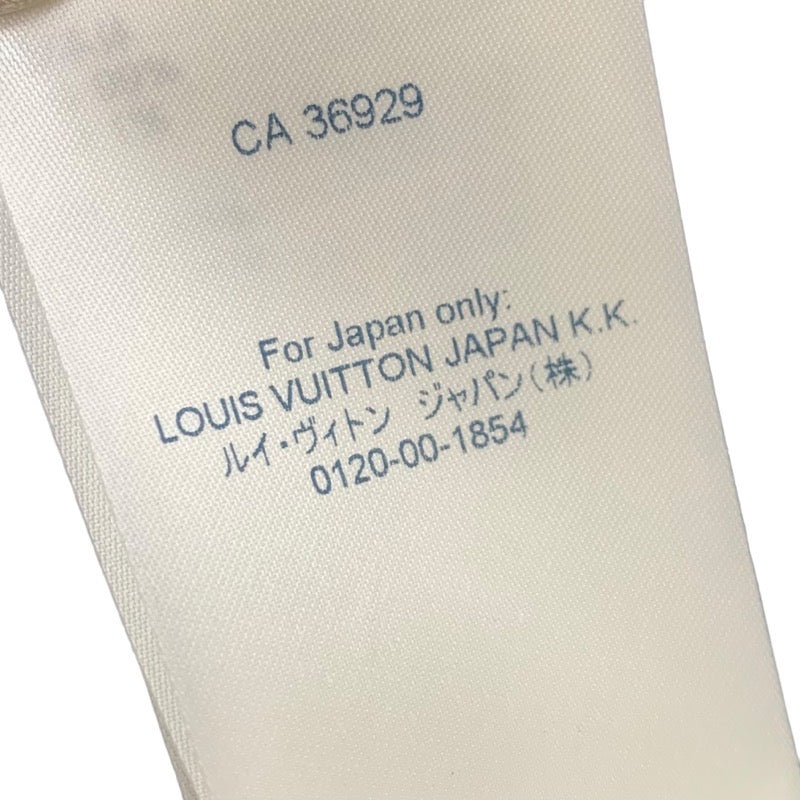 CA 36929
For Japan only:
LOUIS VUITTON JAPAN K.K.
ルイ・ヴィトン ジャパン(株)
0120-00-1854